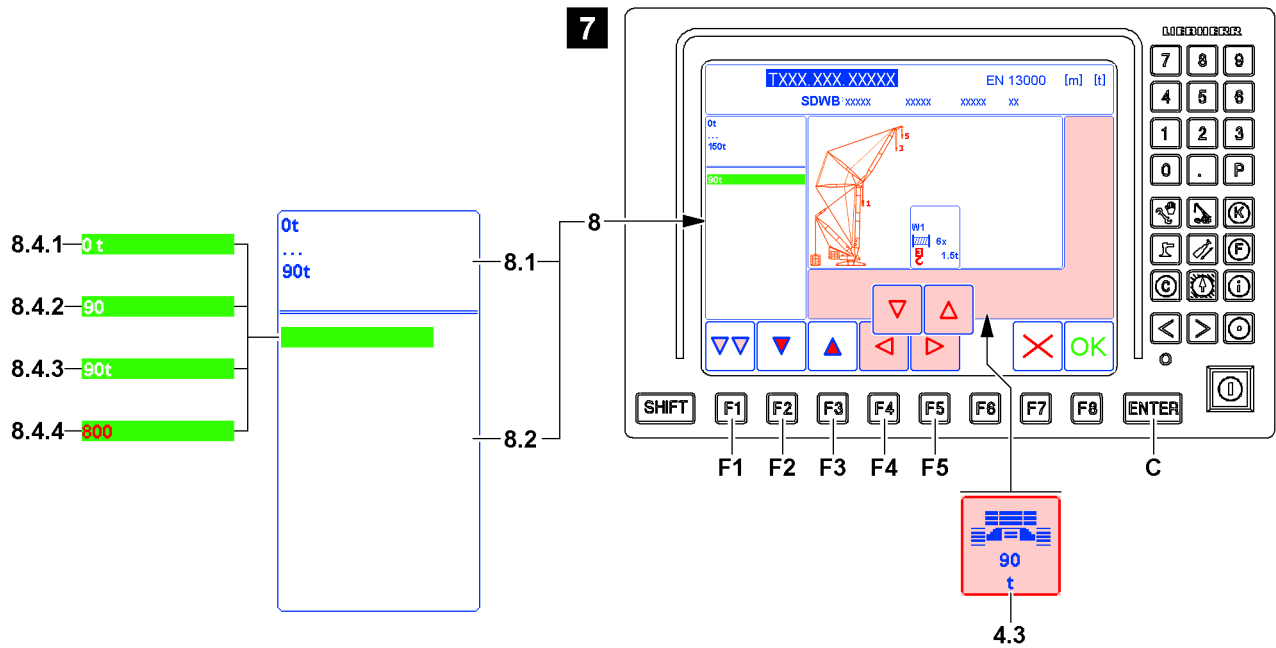 7
LIEBHERR
TXXX.XXX.XXXXX EN 13000 [m] [t]
SDWB xxxxx xxxxx xxxxx xx
0t
...
150t
90t
5
3
1
W1
6x
3
1.5t
OK
7 8 9
4 5 6
1 2 3
0 . P
K
F
C i
SHIFT F1 F2 F3 F4 F5 F6 F7 F8 ENTER
F1 F2 F3 F4 F5 C
8
8.1
8.2
0t
...
90t
8.4.1 0 t
8.4.2 90
8.4.3 90t
8.4.4 800
90
t
4.3